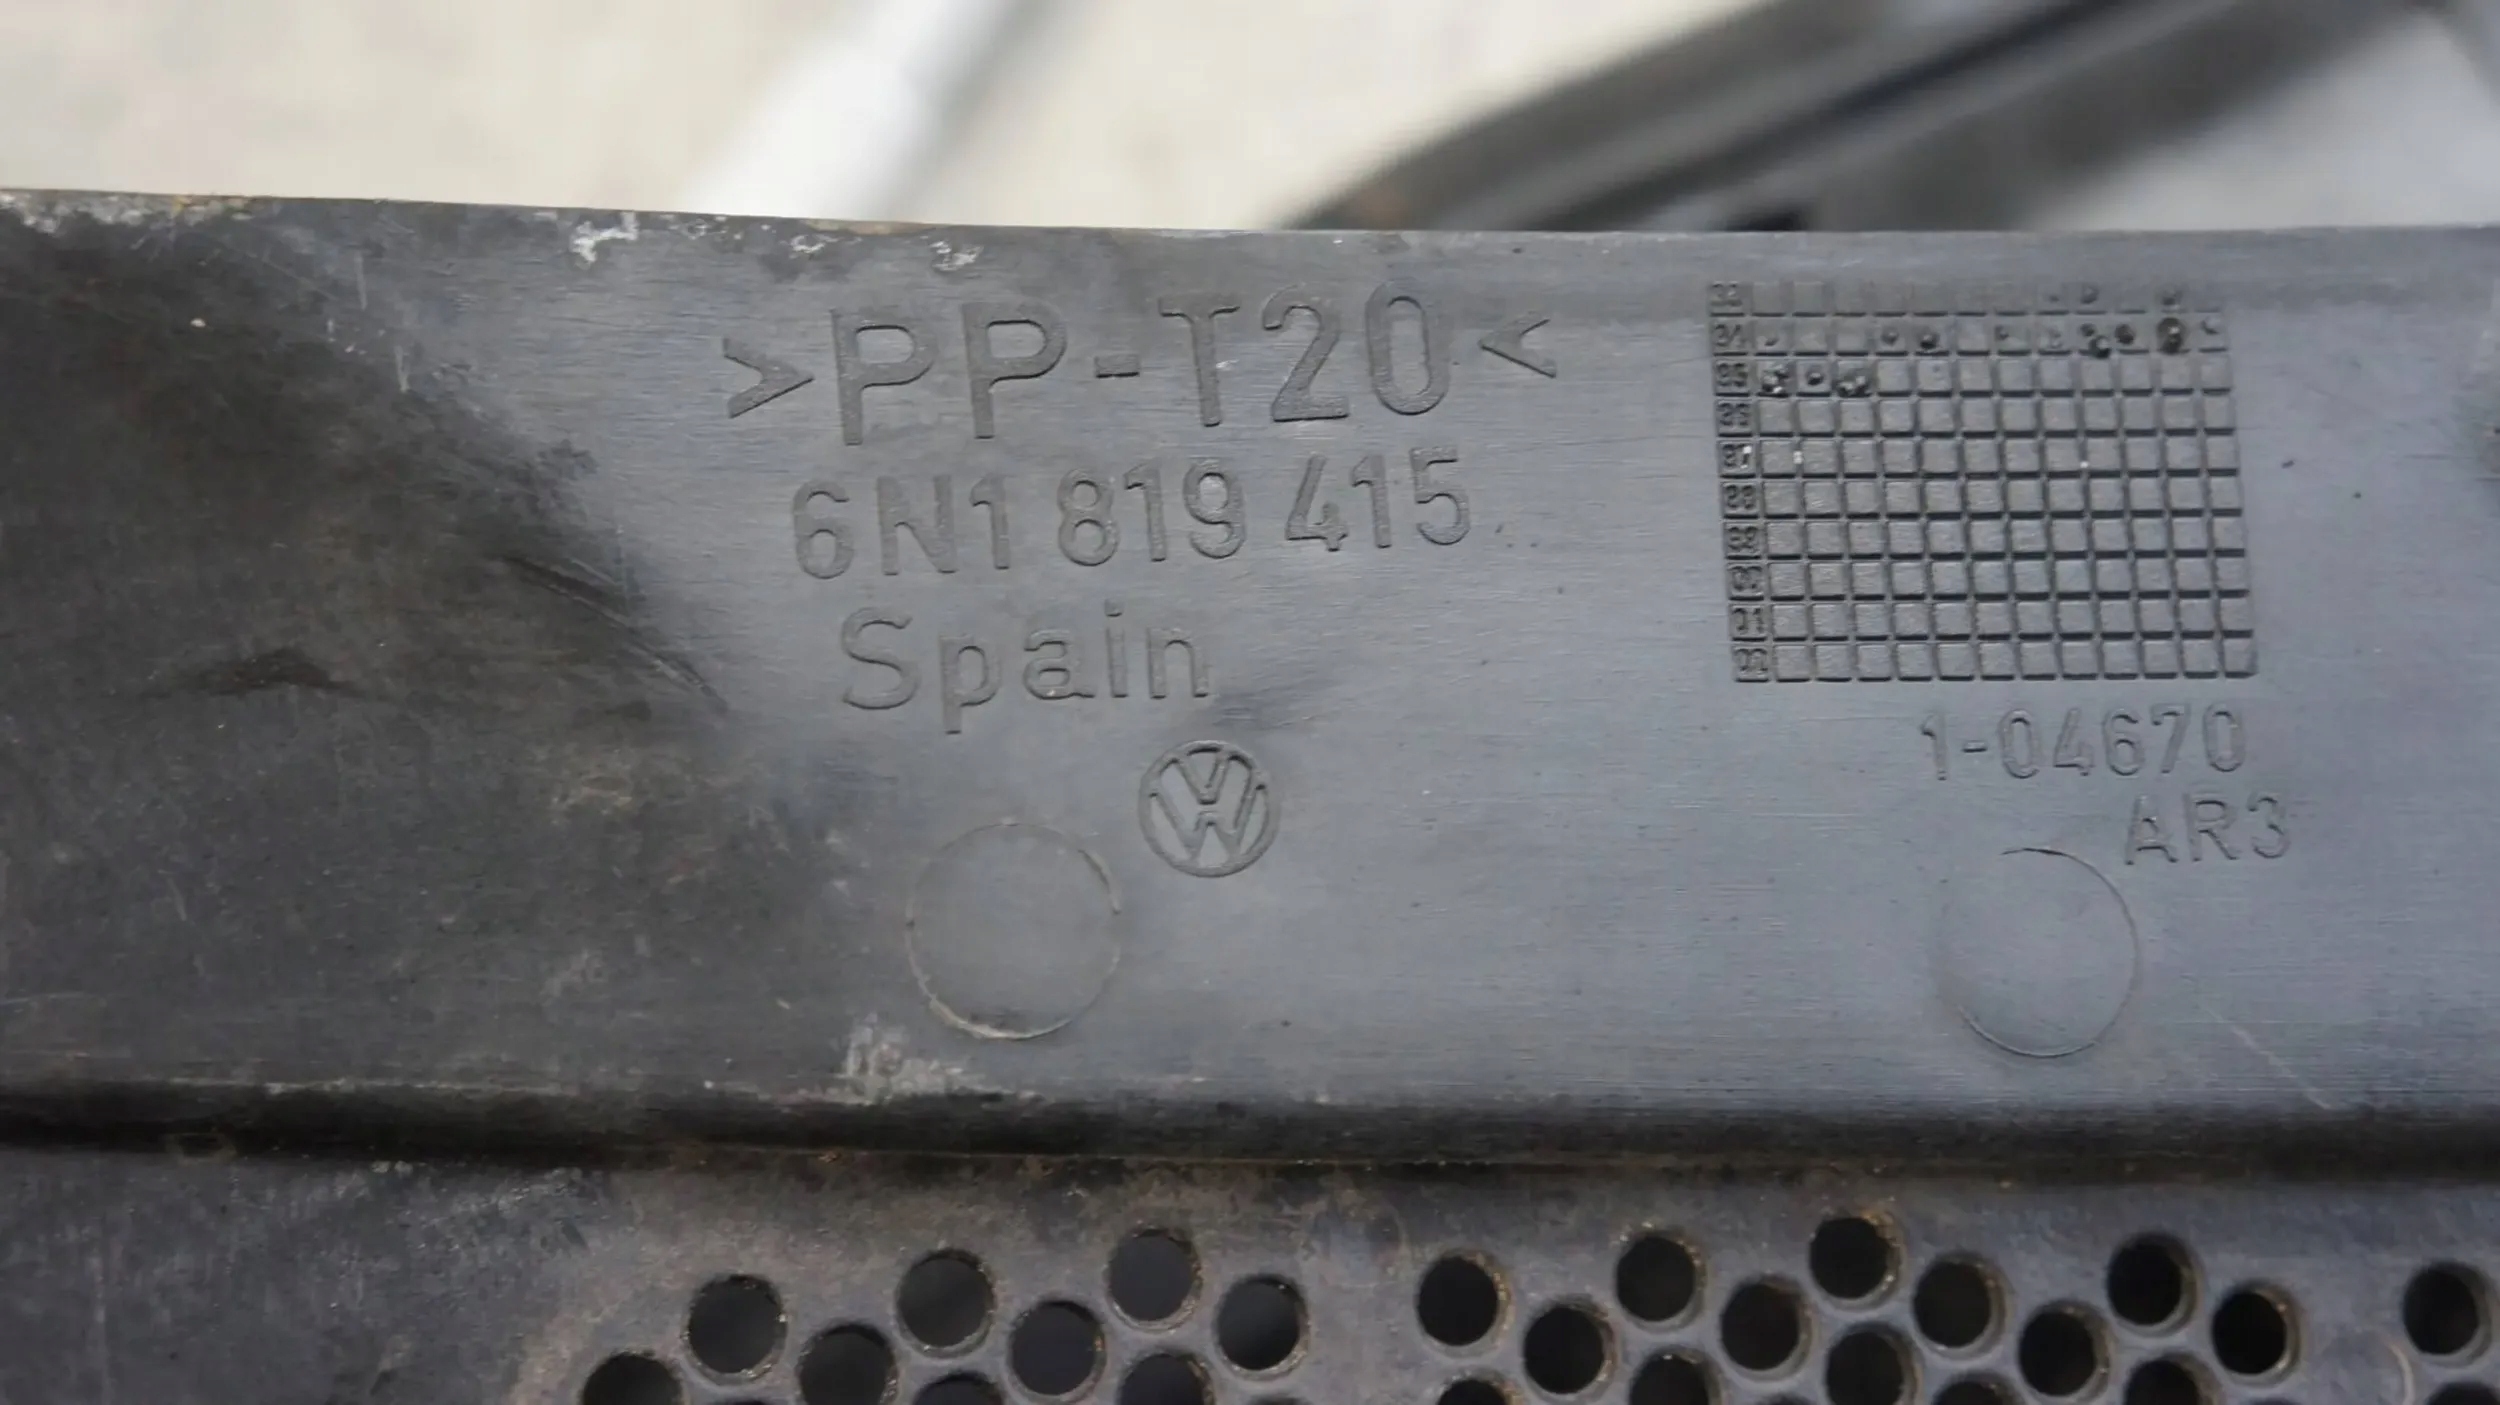 >PP-T20<
6N1 819 415
Spain
1-04670
AR3